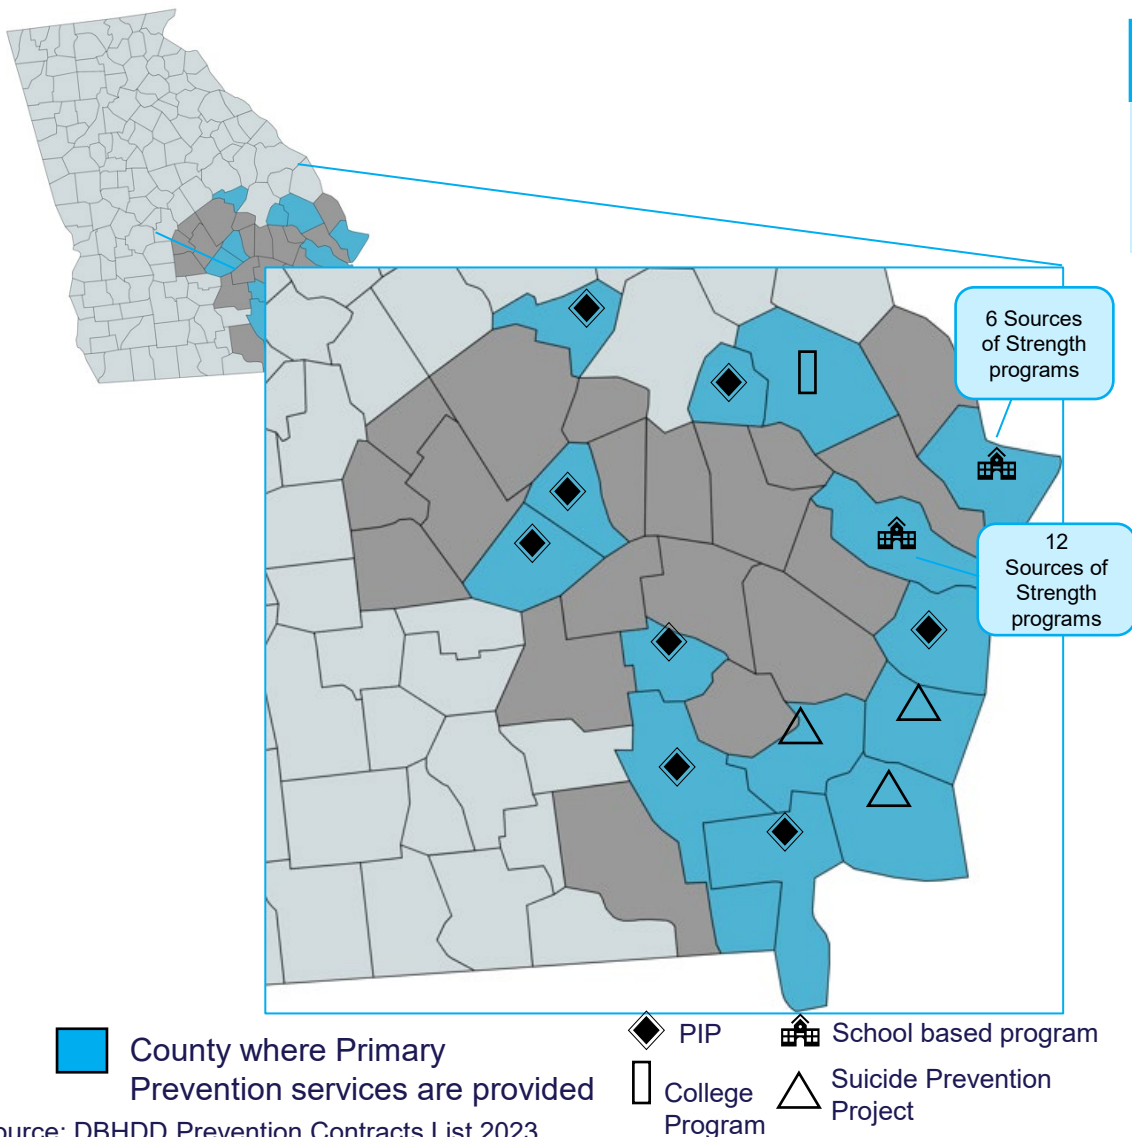 6 Sources
of Strength
programs
12
Sources of
Strength
programs
County where Primary
Prevention services are provided
PIP
School based program
College
Program
Suicide Prevention
Project
ource: DBHDD Prevention Contracts List 2023